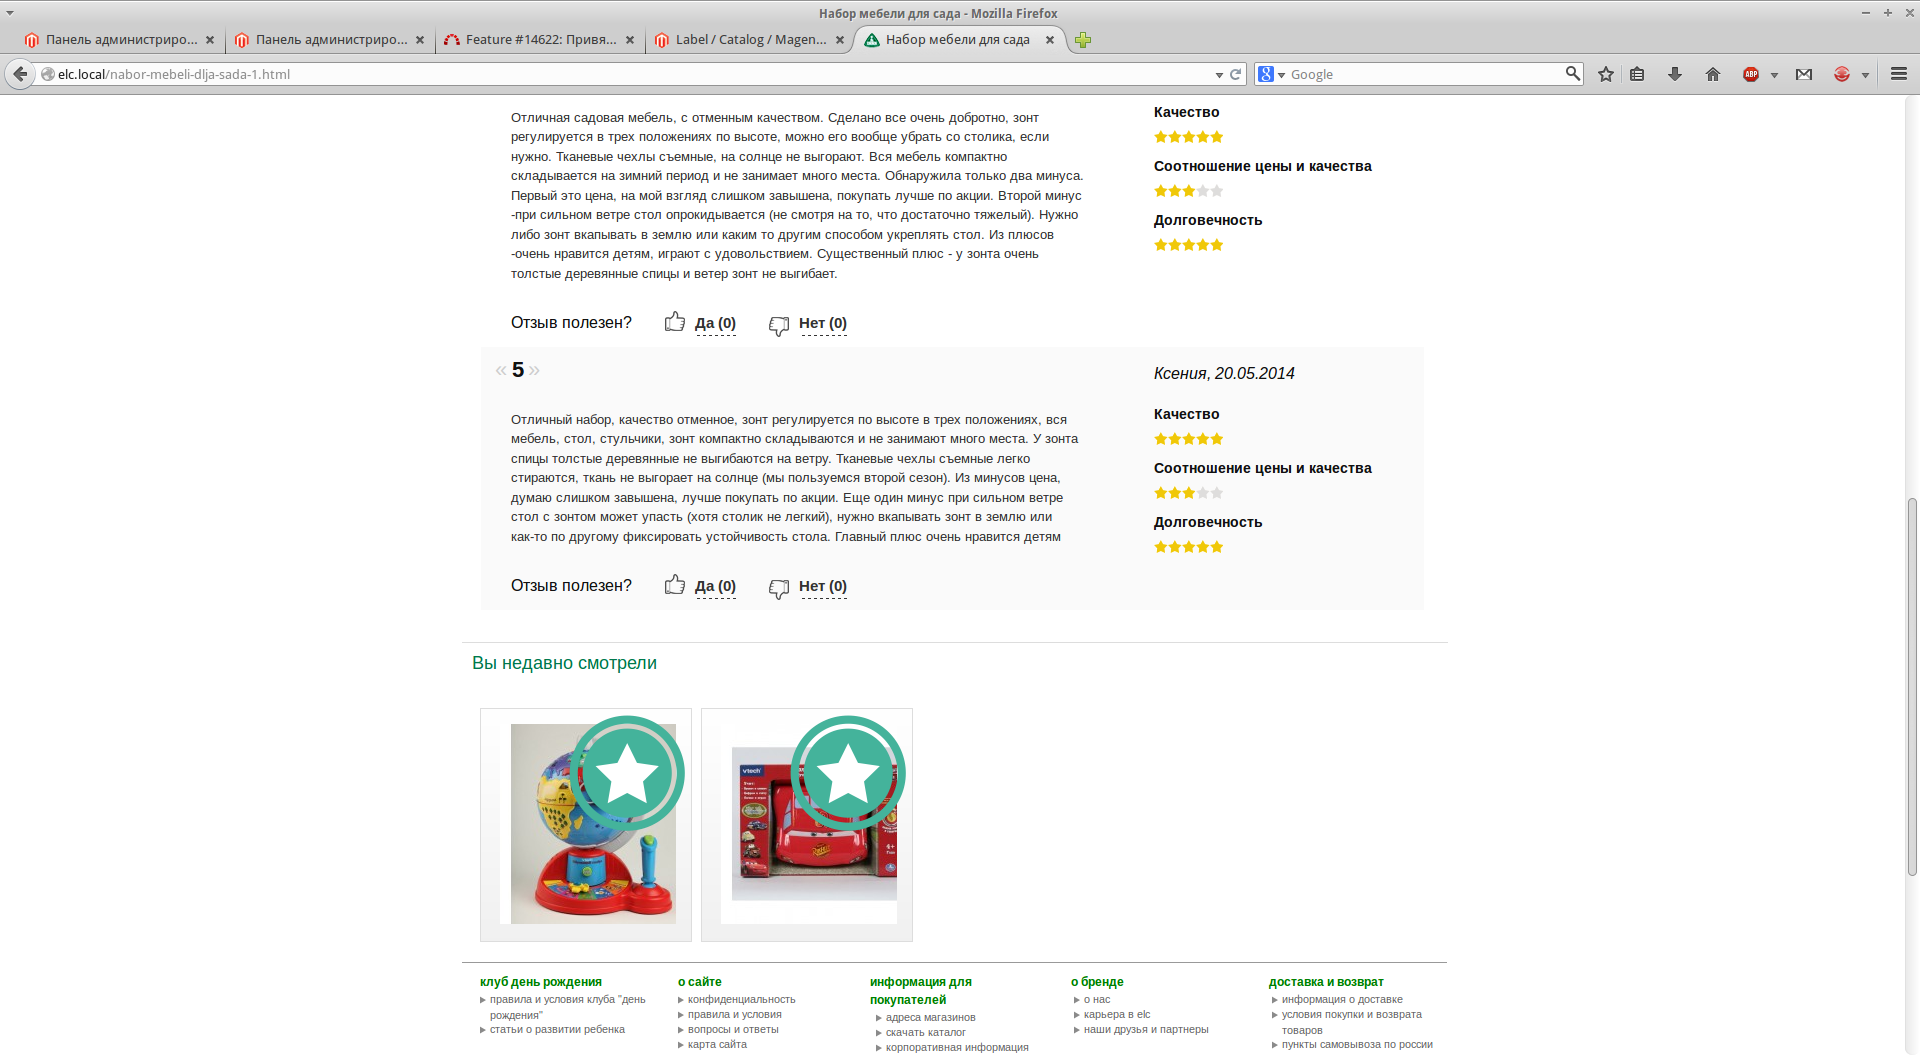 Набор мебели для сада - Mozilla Firefox
Панель администриро...
Панель администриро...
Feature #14622: Привя...
Label / Catalog / Magen...
Набор мебели для сада
elc.local/nabor-mebeli-dlja-sada-1.html
Google
ABP
Отличная садовая мебель, с отменным качеством. Сделано все очень добротно, зонт
регулируется в трех положениях по высоте, можно его вообще убрать со столика, если
нужно. Тканевые чехлы съемные, на солнце не выгорают. Вся мебель компактно
складывается на зимний период и не занимает много места. Обнаружила только два минуса.
Первый это цена, на мой взгляд слишком завышена, покупать лучше по акции. Второй минус
-при сильном ветре стол опрокидывается (не смотря на то, что достаточно тяжелый). Нужно
либо зонт вкапывать в землю или каким то другим способом укреплять стол. Из плюсов
-очень нравится детям, играют с удовольствием. Существенный плюс - у зонта очень
толстые деревянные спицы и ветер зонт не выгибает.
Качество
Соотношение цены и качества
Долговечность
Отзыв полезен?
Да (0)
Нет (0)
« 5 »
Ксения, 20.05.2014
Отличный набор, качество отменное, зонт регулируется по высоте в трех положениях, вся
мебель, стол, стульчики, зонт компактно складываются и не занимают много места. У зонта
спицы толстые деревянные не выгибаются на ветру. Тканевые чехлы съемные легко
стираются, ткань не выгорает на солнце (мы пользуемся второй сезон). Из минусов цена,
думаю слишком завышена, лучше покупать по акции. Еще один минус при сильном ветре
стол с зонтом может упасть (хотя столик не легкий), нужно вкапывать зонт в землю или
как-то по другому фиксировать устойчивость стола. Главный плюс очень нравится детям
Качество
Соотношение цены и качества
Долговечность
Отзыв полезен?
Да (0)
Нет (0)
Вы недавно смотрели
vtech
клуб день рождения
правила и условия клуба "день
рождения"
статьи о развитии ребенка
о сайте
конфиденциальность
правила и условия
вопросы и ответы
карта сайта
информация для
покупателей
адреса магазинов
скачать каталог
корпоративная информация
о бренде
о нас
карьера в elc
наши друзья и партнеры
доставка и возврат
информация о доставке
условия покупки и возврата
товаров
пункты самовывоза по россии